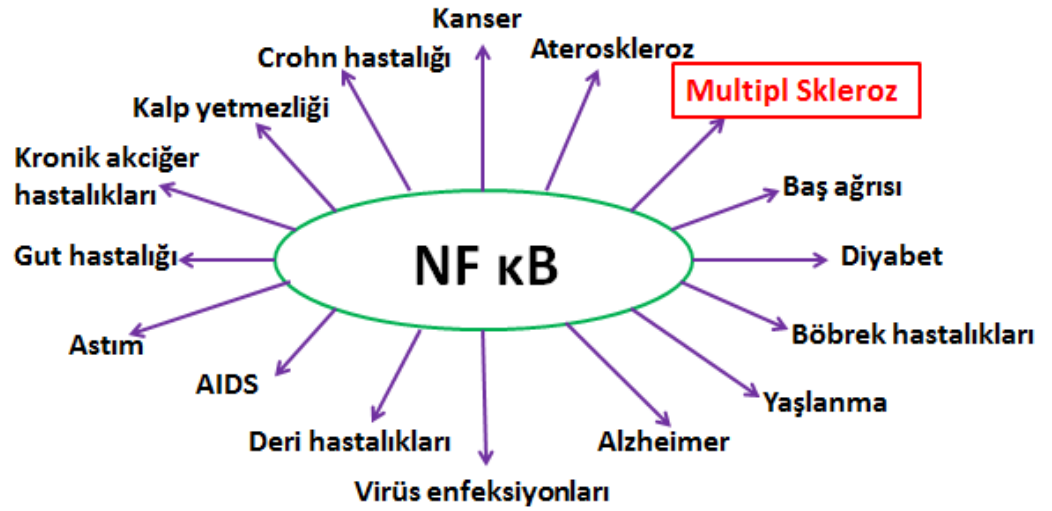 Kanser
Ateroskleroz
Crohn hastalığı
Multipl Skleroz
Kalp yetmezliği
Kronik akciğer
hastalıkları
Baş ağrısı
Gut hastalığı
NF κB
Diyabet
Astım
Böbrek hastalıkları
AIDS
Yaşlanma
Deri hastalıkları
Alzheimer
Virüs enfeksiyonları